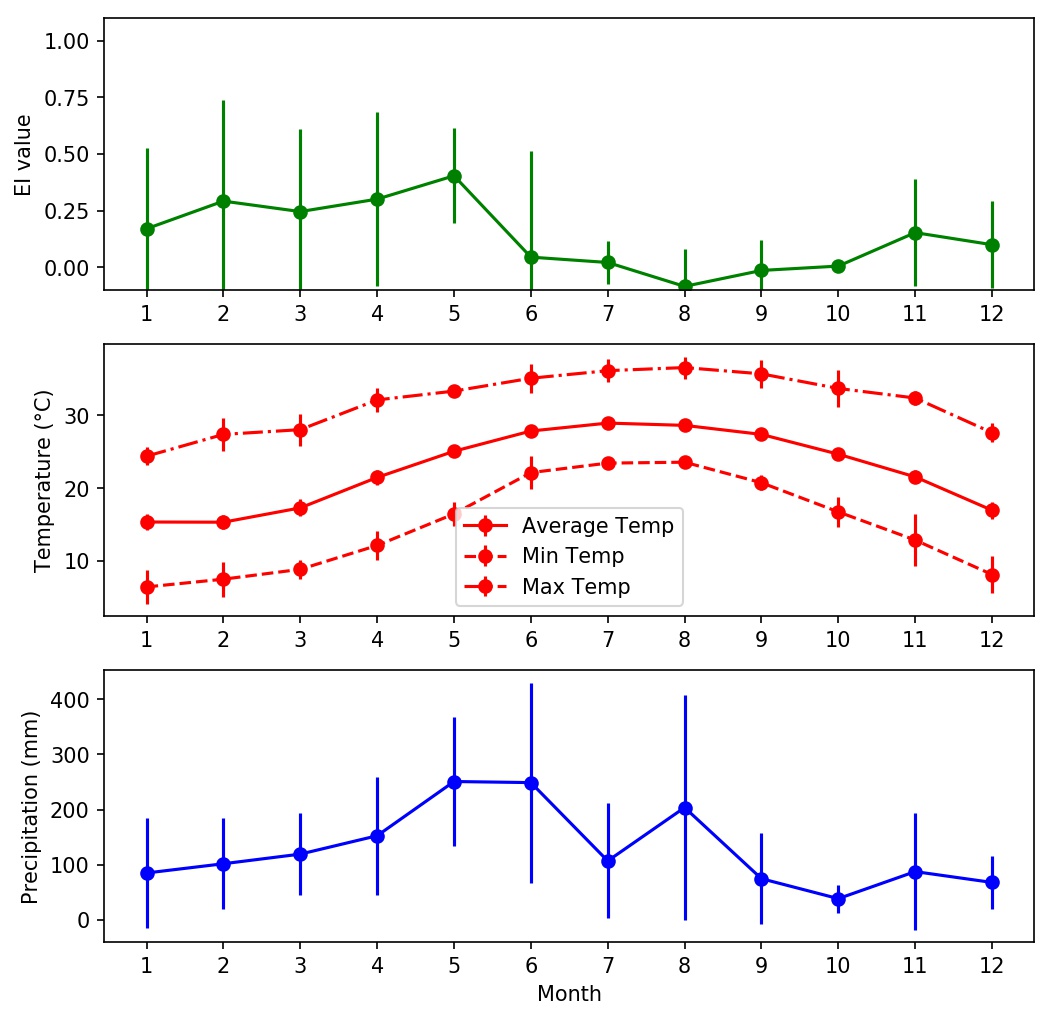 EI value
1.00
0.75
0.50
0.25
0.00
1 2 3 4 5 6 7 8 9 10 11 12
Temperature (°C)
30
20
10
Average Temp
Min Temp
Max Temp
1 2 3 4 5 6 7 8 9 10 11 12
Precipitation (mm)
400
300
200
100
0
1 2 3 4 5 6 7 8 9 10 11 12
Month